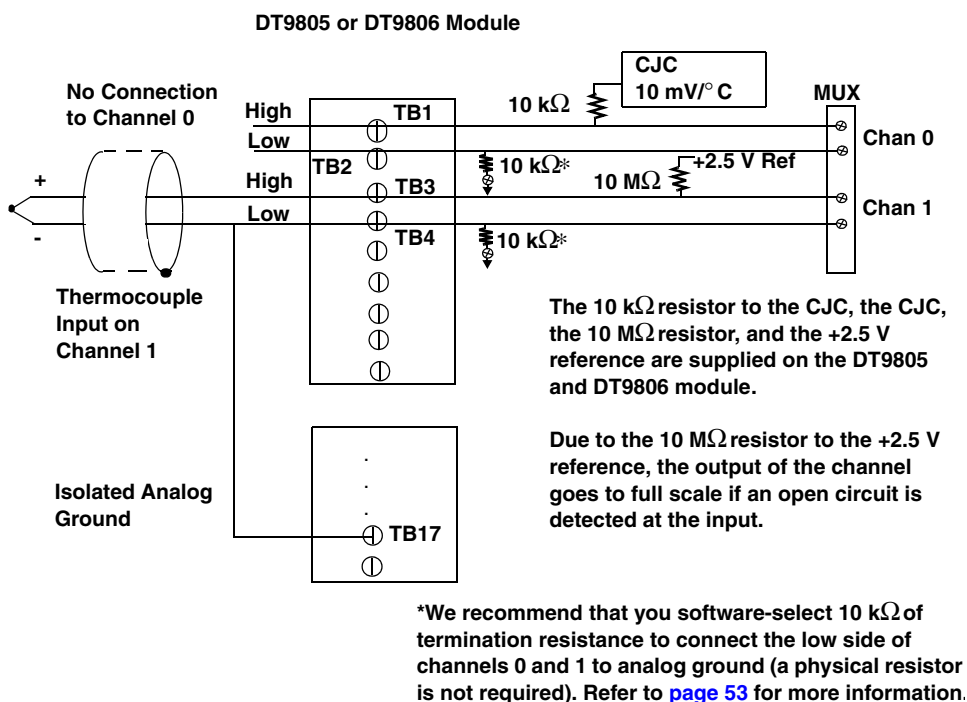 DT9805 or DT9806 Module
No Connection
to Channel 0
CJC
10 mV/° C
MUX
High
TB1
10 kΩ
Chan 0
Low
TB2
10 kΩ*
+2.5 V Ref
High
TB3
10 MΩ
+
Low
Chan 1
-
TB4
10 kΩ*
Thermocouple
Input on
Channel 1
The 10 kΩ resistor to the CJC, the CJC,
the 10 MΩ resistor, and the +2.5 V
reference are supplied on the DT9805
and DT9806 module.
Due to the 10 MΩ resistor to the +2.5 V
reference, the output of the channel
goes to full scale if an open circuit is
detected at the input.
Isolated Analog
Ground
.
.
.
TB17
*We recommend that you software-select 10 kΩ of
termination resistance to connect the low side of
channels 0 and 1 to analog ground (a physical resistor
is not required). Refer to page 53 for more information.